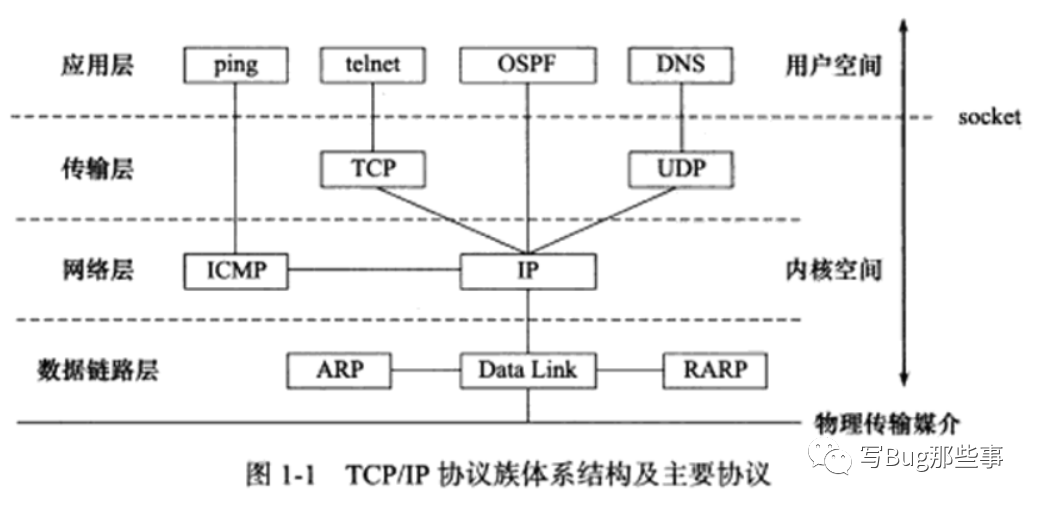 应用层 ping telnet OSPF DNS 用户空间
socket
传输层 TCP UDP
网络层 ICMP IP 内核空间
数据链路层 ARP Data Link RARP
物理传输媒介
写Bug那些事
图 1-1 TCP/IP 协议族体系结构及主要协议